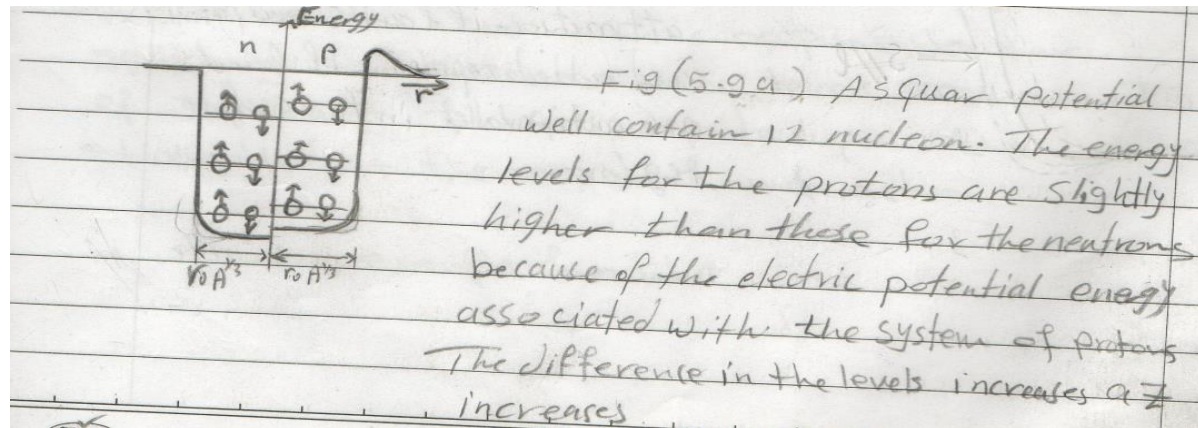 Energy
n p
r
r₀A^⅓ r₀A^⅓
Fig (5.9a) A squar potential
well contain 12 nucleon. The energy
levels for the protons are slightly
higher than those for the neutrons
because of the electric potential energy
associated with the system of protons
The difference in the levels increases a Z
increases.